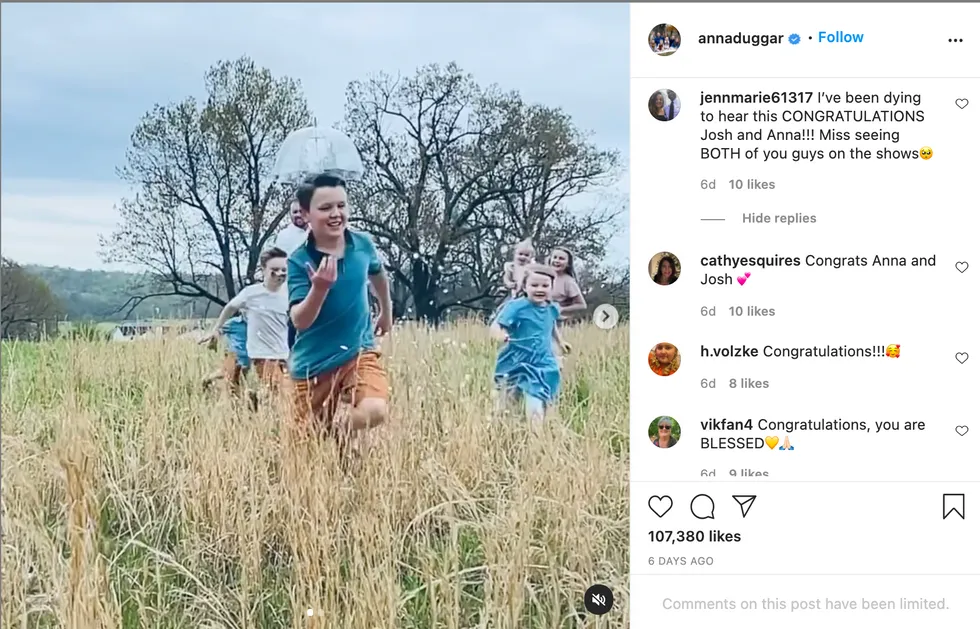 annaduggar • Follow
jennmarie61317 I've been dying
to hear this CONGRATULATIONS
Josh and Anna!!! Miss seeing
BOTH of you guys on the shows🥺
6d 10 likes
Hide replies
cathyesquires Congrats Anna and
Josh 💕
6d 10 likes
h.volzke Congratulations!!!🥰
6d 8 likes
vikfan4 Congratulations, you are
BLESSED💛🙏🏻
6d 9 likes
107,380 likes
6 DAYS AGO
Comments on this post have been limited.